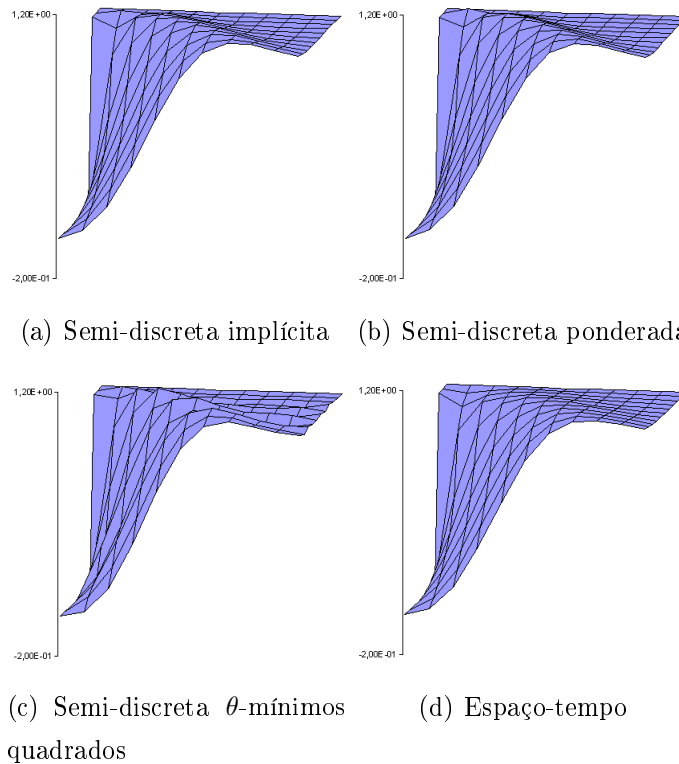 1,20E+00
1,20E+00
-2,00E-01
-2,00E-01
(a) Semi-discreta implícita
(b) Semi-discreta ponderada
1,20E+00
1,20E+00
-2,00E-01
-2,00E-01
(c) Semi-discreta θ-mínimos
quadrados
(d) Espaço-tempo